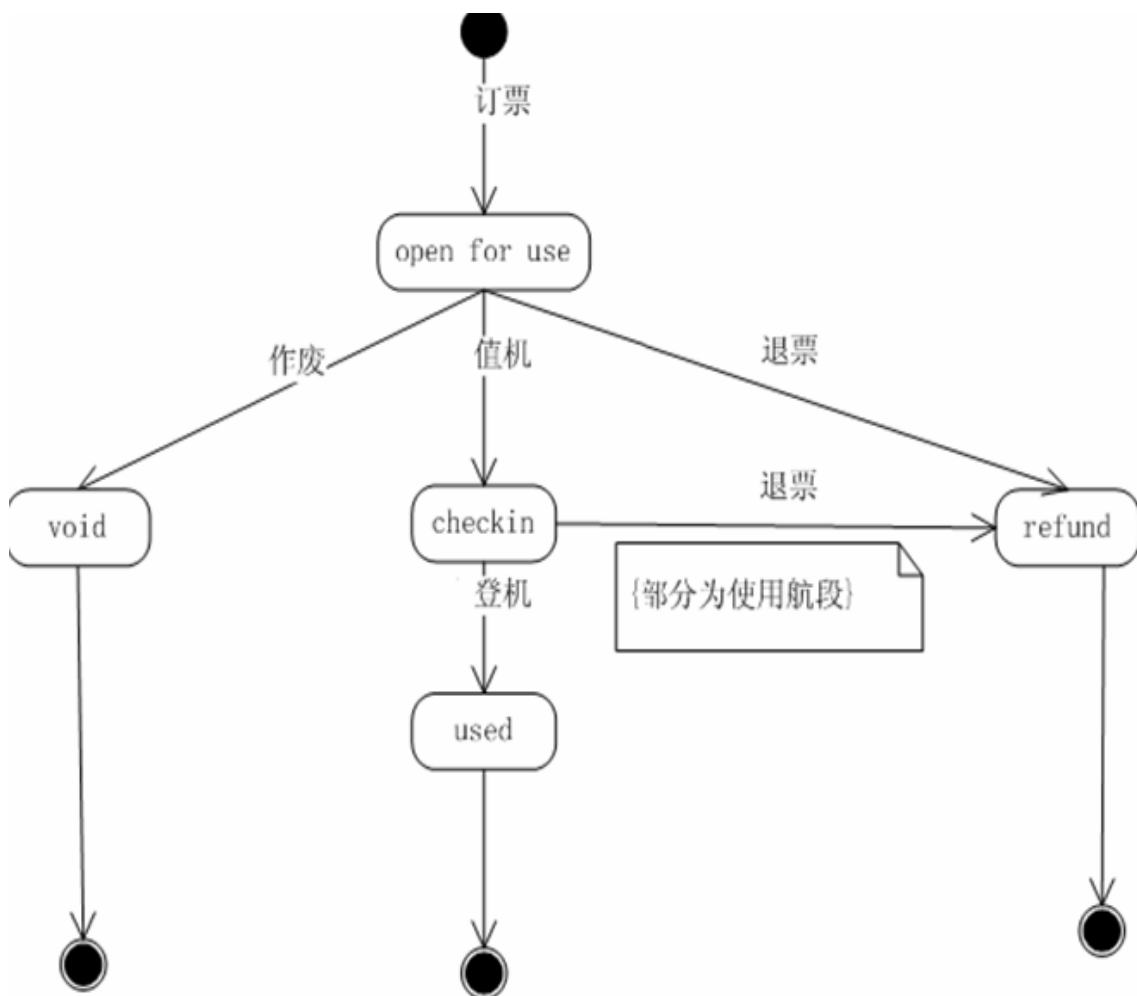 订票
open for use
作废
值机
退票
void
checkin
退票
refund
登机
{部分为使用航段}
used